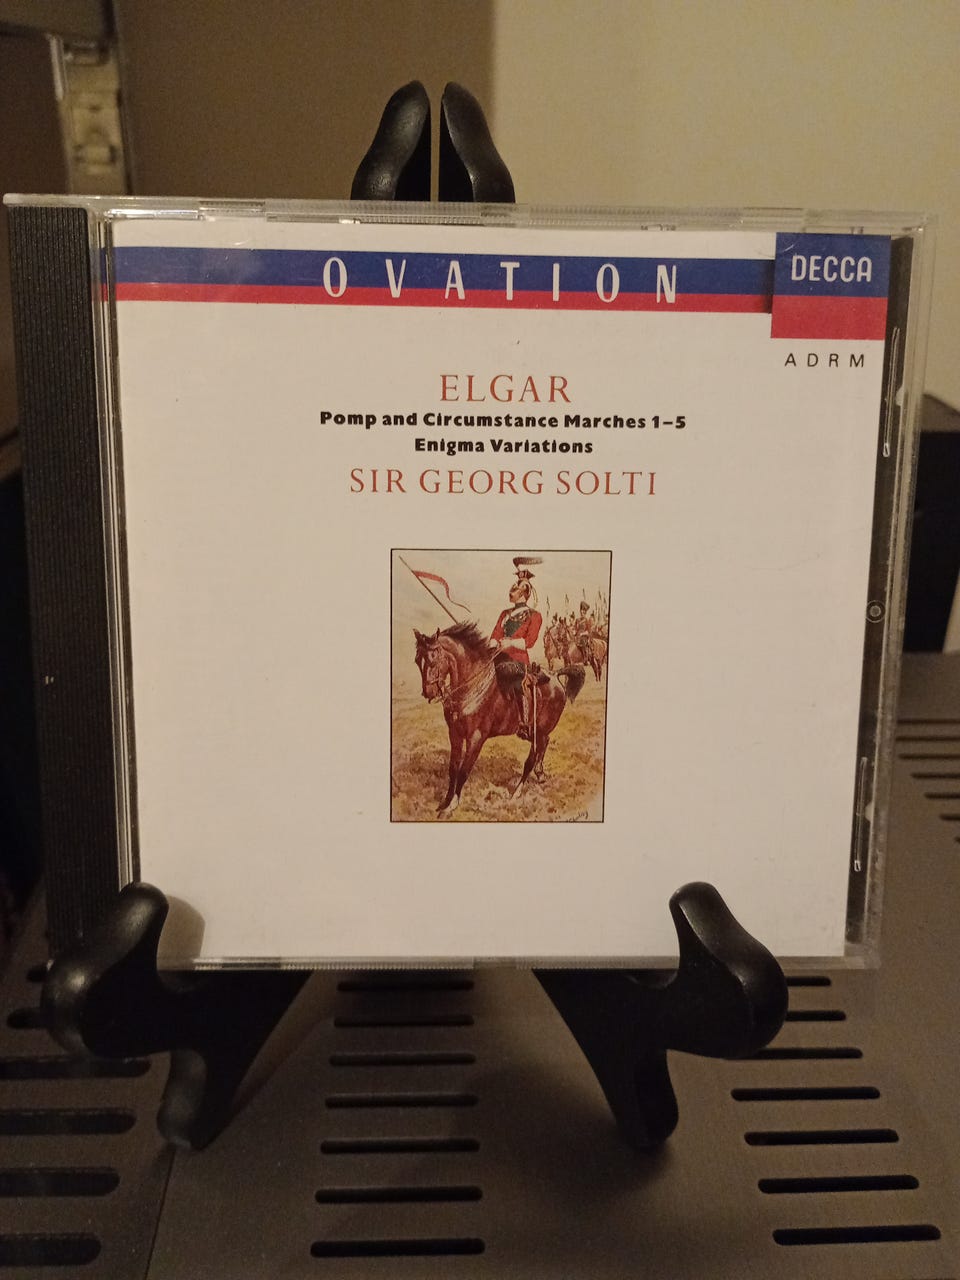 OVATION
DECCA
ADRM
ELGAR
Pomp and Circumstance Marches 1–5
Enigma Variations
SIR GEORG SOLTI